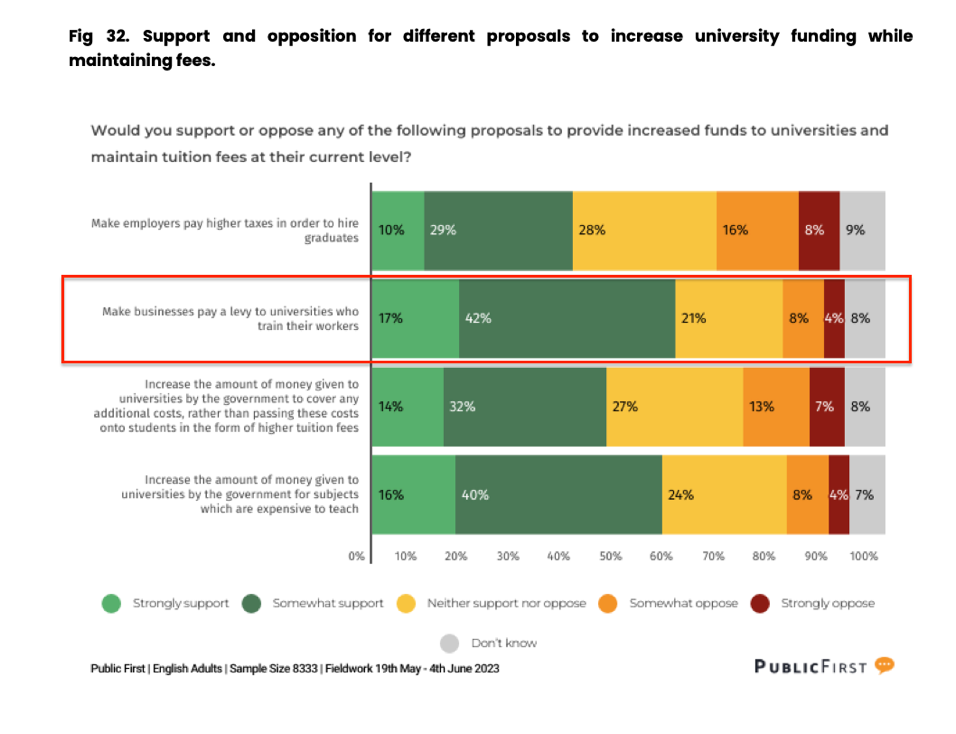 Fig 32. Support and opposition for different proposals to increase university funding while
maintaining fees.
Would you support or oppose any of the following proposals to provide increased funds to universities and
maintain tuition fees at their current level?
Make employers pay higher taxes in order to hire
graduates
10% 29% 28% 16% 8% 9%
Make businesses pay a levy to universities who
train their workers
17% 42% 21% 8% 4% 8%
Increase the amount of money given to
universities by the government to cover any
additional costs, rather than passing these costs
onto students in the form of higher tuition fees
14% 32% 27% 13% 7% 8%
Increase the amount of money given to
universities by the government for subjects
which are expensive to teach
16% 40% 24% 8% 4% 7%
0% 10% 20% 30% 40% 50% 60% 70% 80% 90% 100%
Strongly support Somewhat support Neither support nor oppose Somewhat oppose Strongly oppose
Don't know
Public First | English Adults | Sample Size 8333 | Fieldwork 19th May - 4th June 2023
PUBLICFIRST